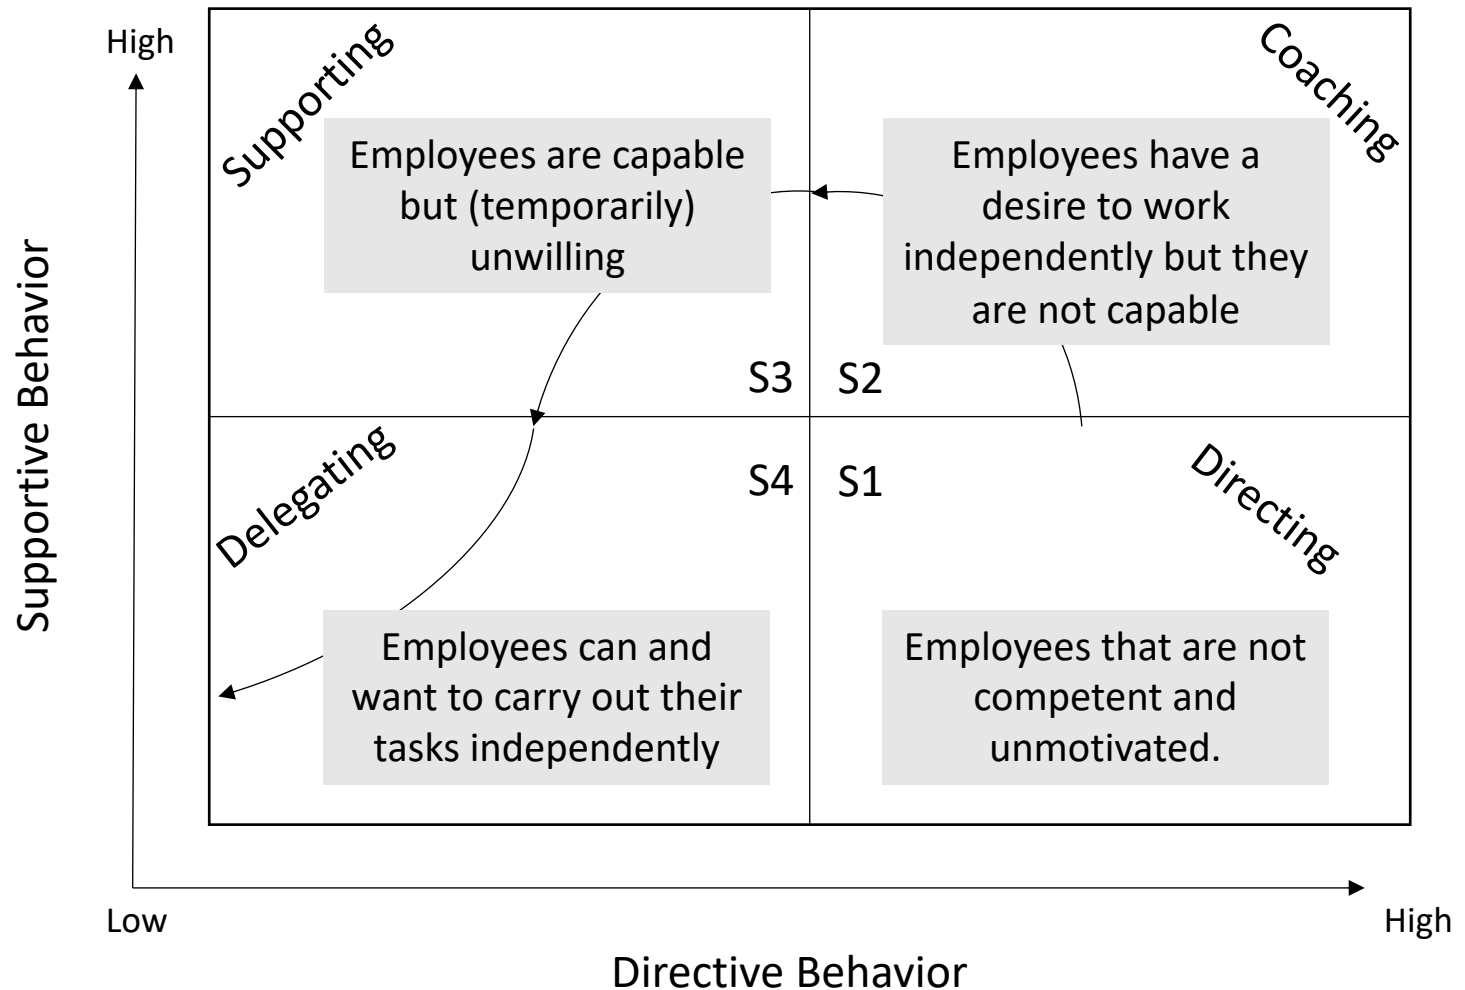 High
Supporting
Coaching
Employees are capable
but (temporarily)
unwilling
Employees have a
desire to work
independently but they
are not capable
Supportive Behavior
S3
S2
Delegating
S4
S1
Directing
Employees can and
want to carry out their
tasks independently
Employees that are not
competent and
unmotivated.
Low
High
Directive Behavior